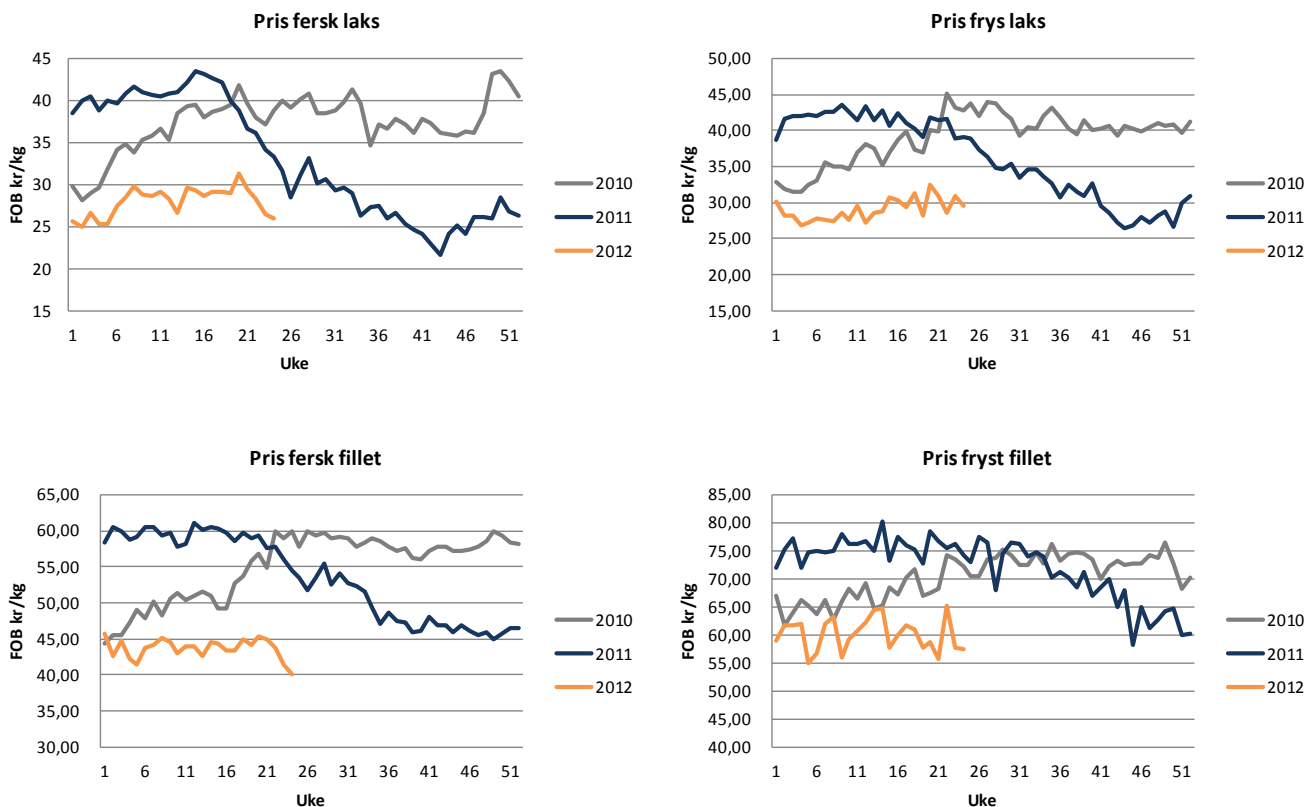 Pris fersk laks
FOB kr/kg
45
40
35
30
25
20
15
1 6 11 16 21 26 31 36 41 46 51
Uke
2010
2011
2012
Pris frys laks
FOB kr/kg
50,00
45,00
40,00
35,00
30,00
25,00
20,00
15,00
1 6 11 16 21 26 31 36 41 46 51
Uke
2010
2011
2012
Pris fersk fillet
FOB kr/kg
65,00
60,00
55,00
50,00
45,00
40,00
35,00
30,00
1 6 11 16 21 26 31 36 41 46 51
Uke
2010
2011
2012
Pris fryst fillet
FOB kr/kg
85,00
80,00
75,00
70,00
65,00
60,00
55,00
50,00
45,00
40,00
1 6 11 16 21 26 31 36 41 46 51
Uke
2010
2011
2012